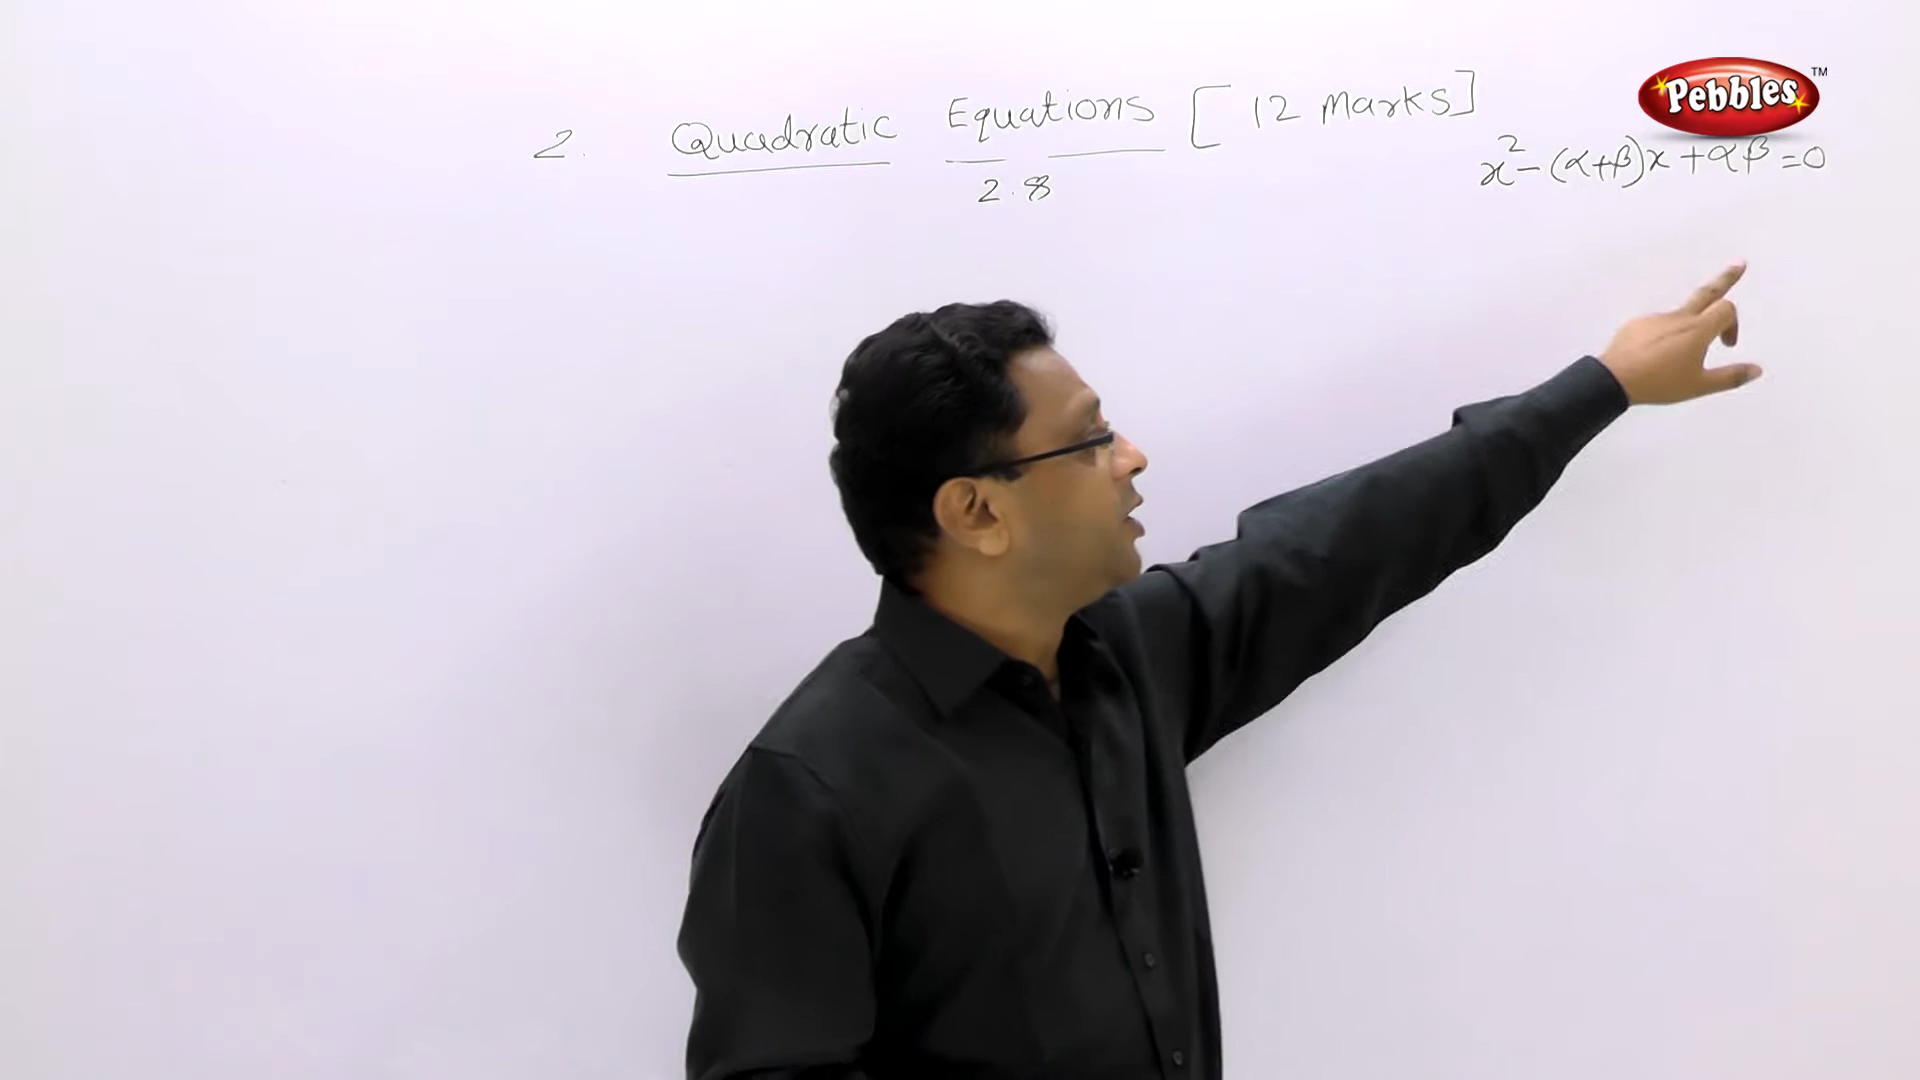 2. Quadratic Equations [12 Marks]
Pebbles™
x² - (α+β)x + αβ = 0
2.8